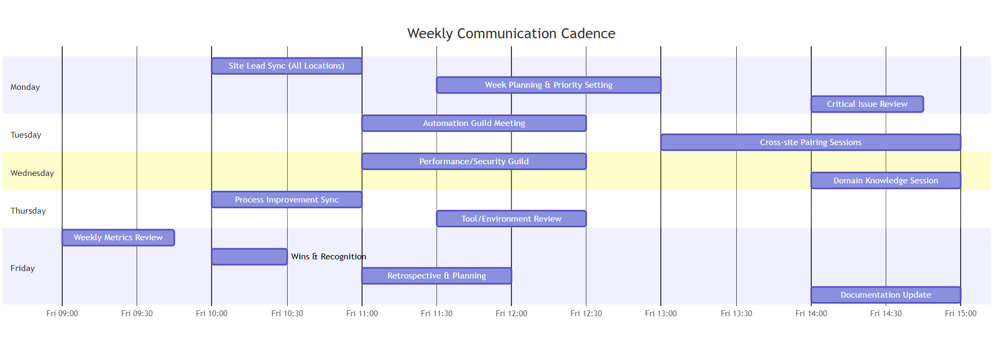 Weekly Communication Cadence
Monday
Site Lead Sync (All Locations)
Week Planning & Priority Setting
Critical Issue Review
Tuesday
Automation Guild Meeting
Cross-site Pairing Sessions
Wednesday
Performance/Security Guild
Domain Knowledge Session
Thursday
Process Improvement Sync
Tool/Environment Review
Friday
Weekly Metrics Review
Wins & Recognition
Retrospective & Planning
Documentation Update
Fri 09:00 Fri 09:30 Fri 10:00 Fri 10:30 Fri 11:00 Fri 11:30 Fri 12:00 Fri 12:30 Fri 13:00 Fri 13:30 Fri 14:00 Fri 14:30 Fri 15:00